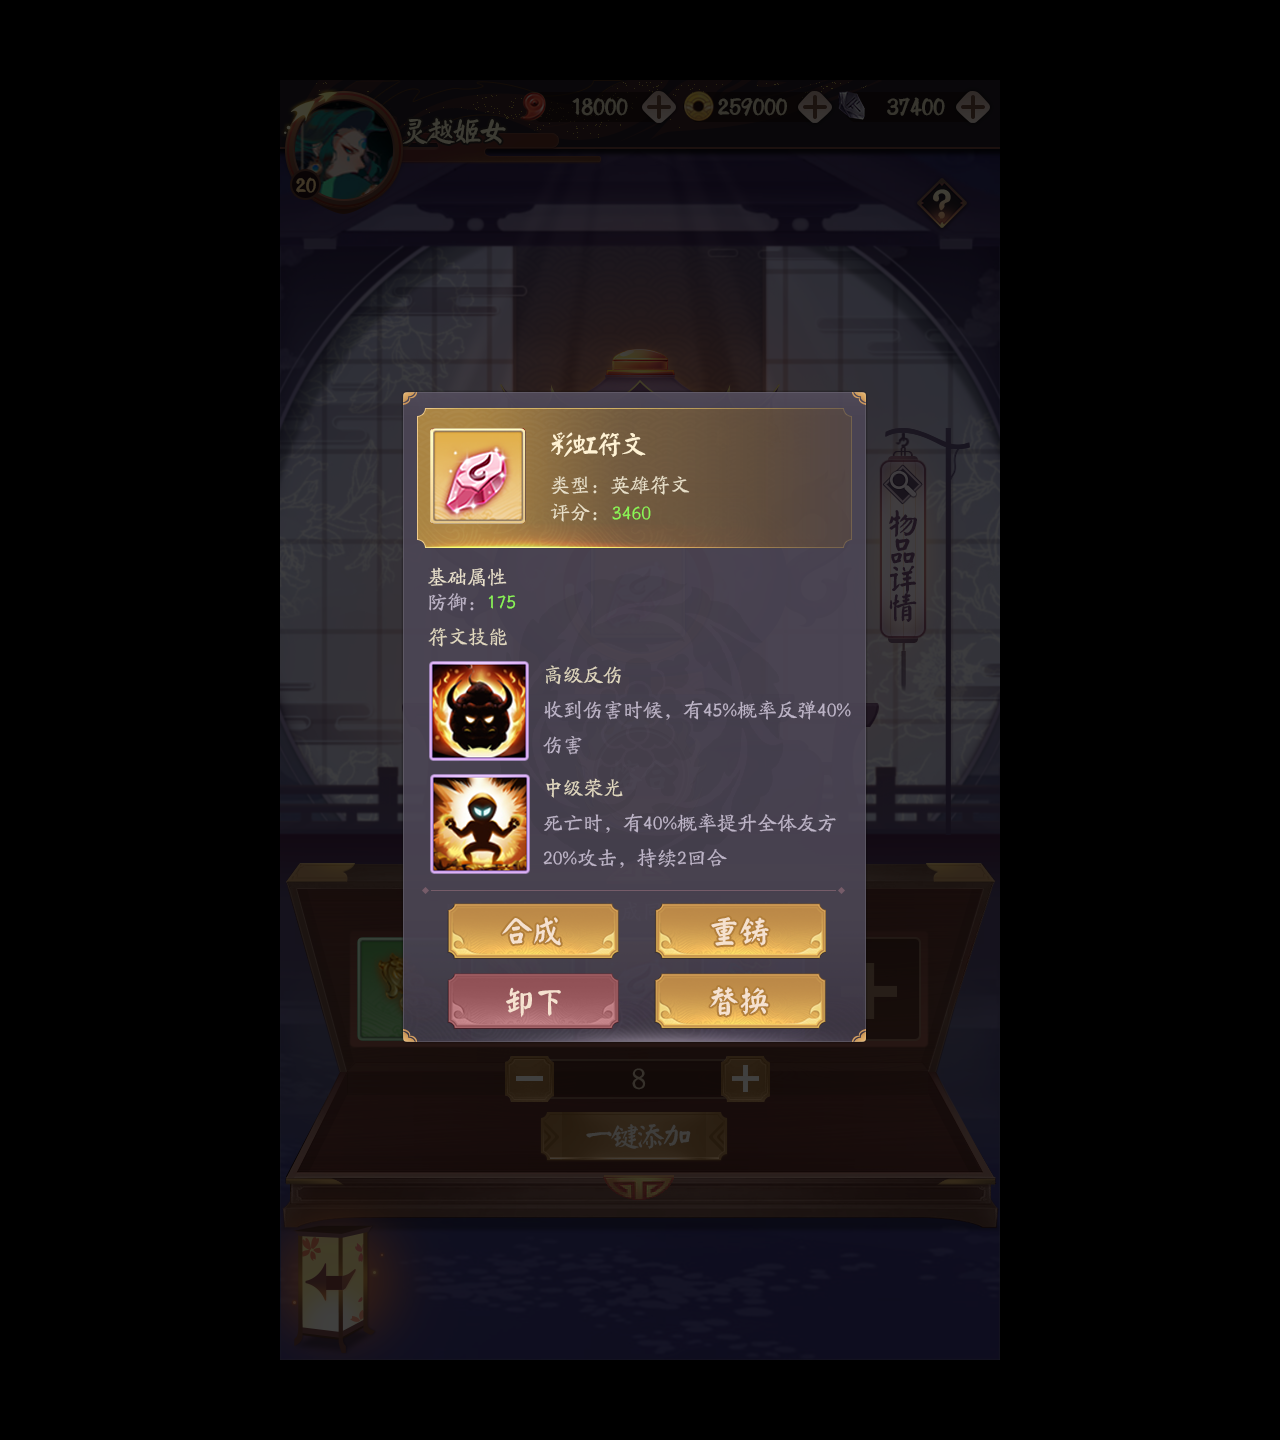 灵越姬女
18000
259000
37400
20
?
彩虹符文
类型：英雄符文
评分：3460
物品详情
基础属性
防御：175
符文技能
高级反伤
收到伤害时候，有45%概率反弹40%
伤害
中级荣光
死亡时，有40%概率提升全体友方
20%攻击，持续2回合
合成
重铸
卸下
替换
8
一键添加